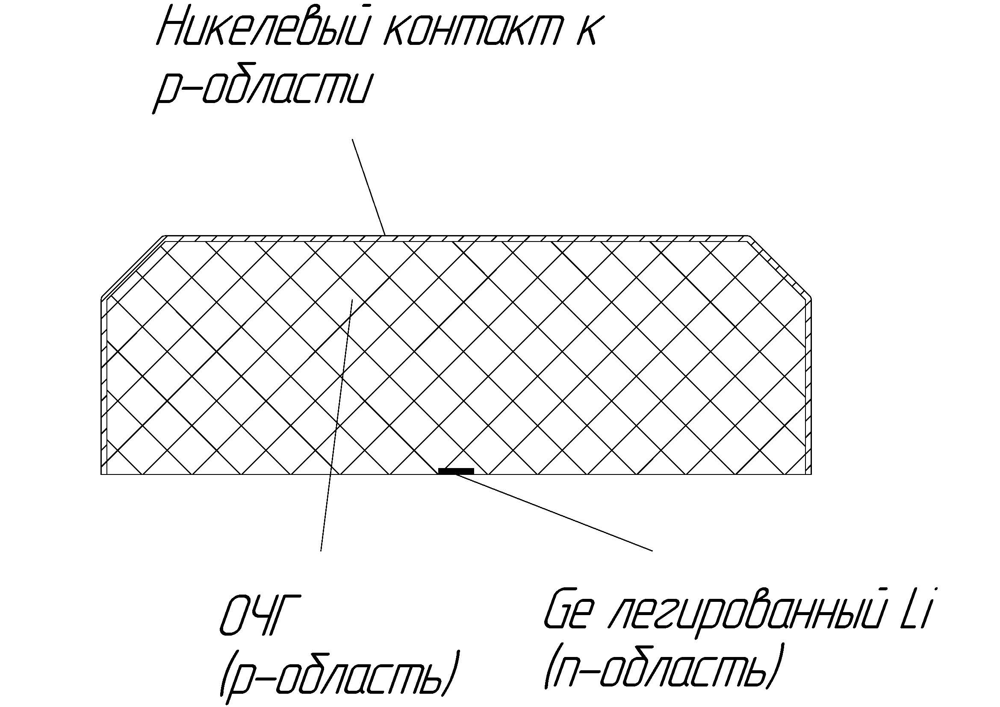 Никелевый контакт к
р-области
ОЧГ
(р-область)
Ge легированный Li
(n-область)